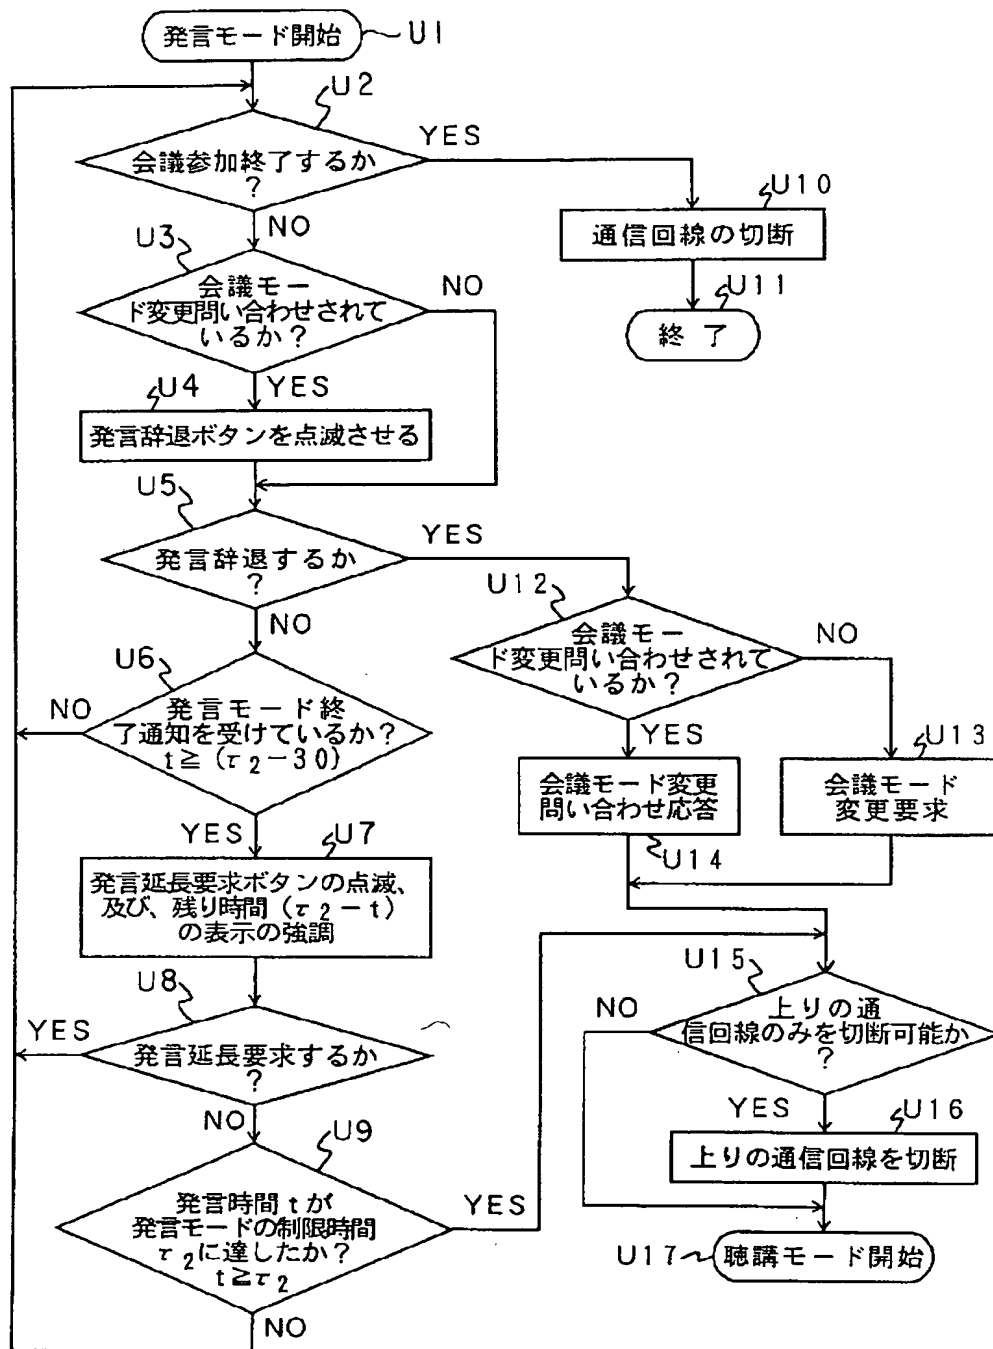 発言モード開始
U1
U2
会議参加終了するか
?
YES
NO
U10
通信回線の切断
U11
終了
U3
会議モー
ド変更問い合わせされて
いるか?
NO
YES
U4
発言辞退ボタンを点滅させる
U5
発言辞退するか
?
YES
NO
U12
会議モー
ド変更問い合わせされて
いるか?
NO
YES
U13
会議モード
変更要求
会議モード変更
問い合わせ応答
U14
U6
発言モード終
了通知を受けているか?
t≧(τ2−30)
NO
YES
U7
発言延長要求ボタンの点滅、
及び、残り時間(τ2−t)
の表示の強調
U8
発言延長要求するか
?
YES
NO
U9
発言時間tが
発言モードの制限時間
τ2に達したか?
t≧τ2
YES
NO
U15
上りの通
信回線のみを切断可能か
?
NO
YES
U16
上りの通信回線を切断
U17
聴講モード開始